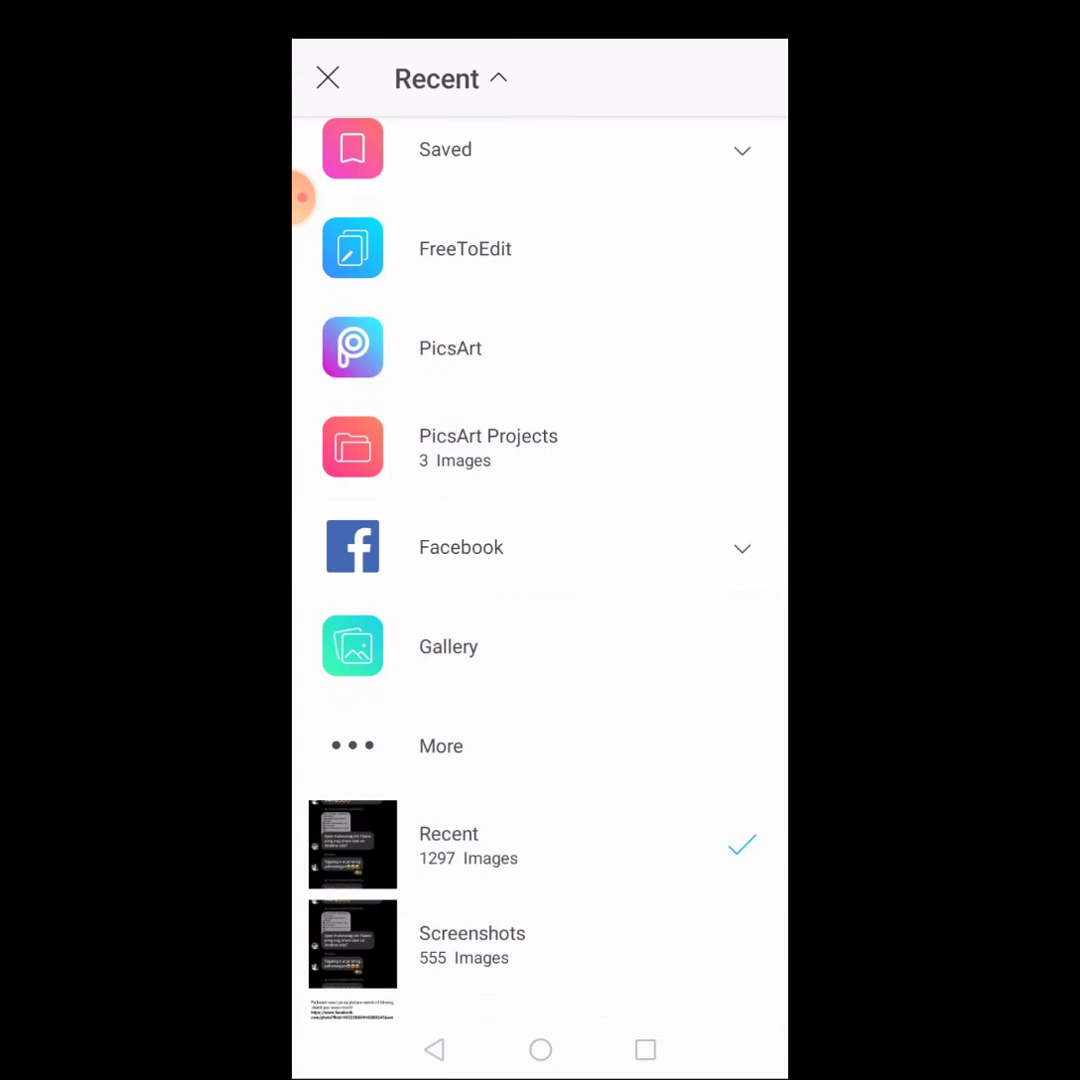 Recent
Saved
FreeToEdit
PicsArt
PicsArt Projects
3 Images
Facebook
Gallery
More
Recent
1297 Images
Screenshots
555 Images